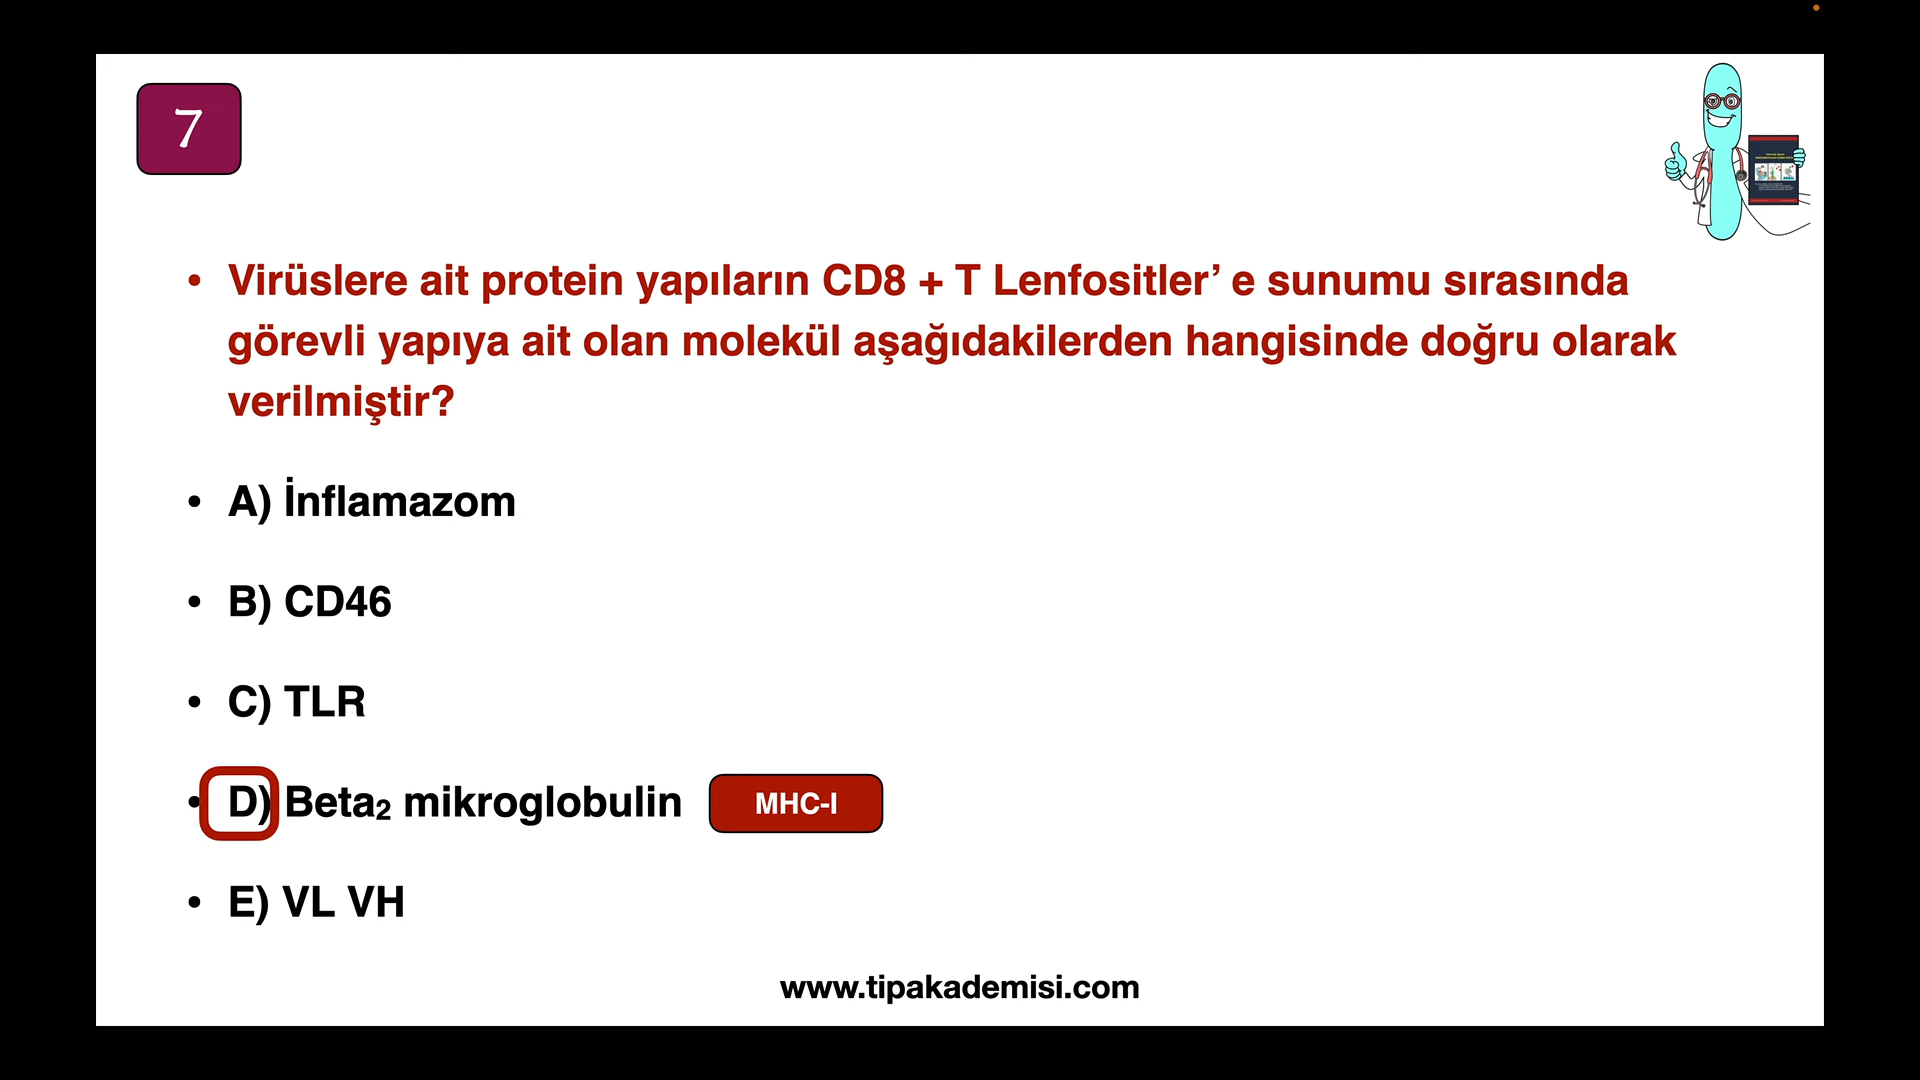 7
• Virüslere ait protein yapıların CD8 + T Lenfositler’ e sunumu sırasında
görevli yapıya ait olan molekül aşağıdakilerden hangisinde doğru olarak
verilmiştir?
• A) İnflamazom
• B) CD46
• C) TLR
• D) Beta₂ mikroglobulin MHC-I
• E) VL VH
www.tipakademisi.com